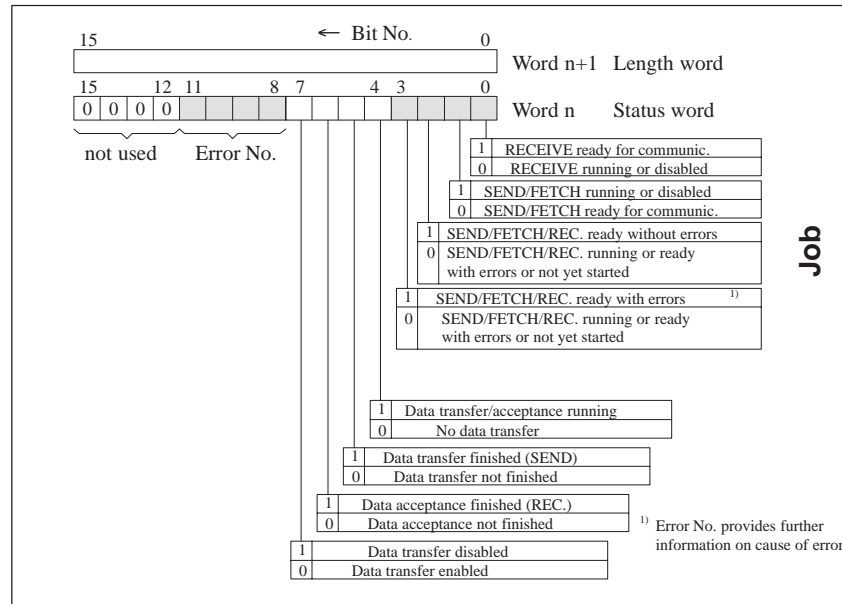 ← Bit No.
15 0
Word n+1 Length word
15 12 11 8 7 4 3 0
0 0 0 0
Word n Status word
not used Error No.
1 RECEIVE ready for communic.
0 RECEIVE running or disabled
1 SEND/FETCH running or disabled
0 SEND/FETCH ready for communic.
1 SEND/FETCH/REC. ready without errors
0 SEND/FETCH/REC. running or ready
with errors or not yet started
1 SEND/FETCH/REC. ready with errors 1)
0 SEND/FETCH/REC. running or ready
with errors or not yet started
Job
1 Data transfer/acceptance running
0 No data transfer
1 Data transfer finished (SEND)
0 Data transfer not finished
1 Data acceptance finished (REC.)
0 Data acceptance not finished
1) Error No. provides further
information on cause of error
1 Data transfer disabled
0 Data transfer enabled